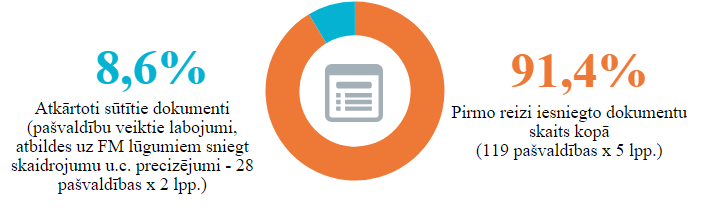 8,6%
Atkārtoti sūtītie dokumenti
(pašvaldību veiktie labojumi,
atbildes uz FM lūgumiem sniegt
skaidrojumu u.c. precizējumi - 28
pašvaldības x 2 lpp.)
91,4%
Pirmo reizi iesniegto dokumentu
skaits kopā
(119 pašvaldības x 5 lpp.)